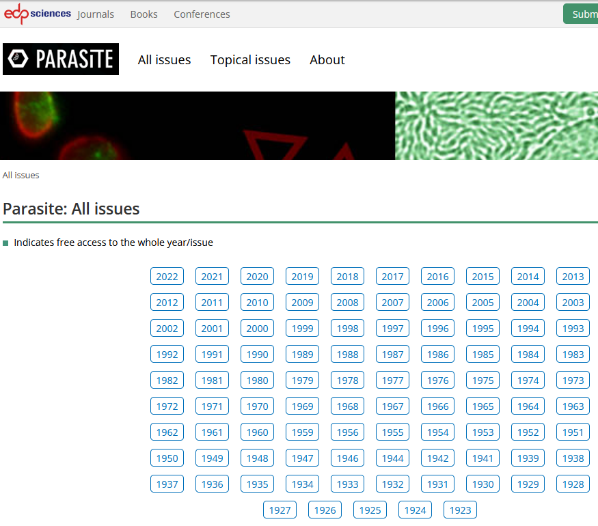 edp sciences Journals Books Conferences Subm
PARASITE All issues Topical issues About
All issues
Parasite: All issues
Indicates free access to the whole year/issue
2022 2021 2020 2019 2018 2017 2016 2015 2014 2013
2012 2011 2010 2009 2008 2007 2006 2005 2004 2003
2002 2001 2000 1999 1998 1997 1996 1995 1994 1993
1992 1991 1990 1989 1988 1987 1986 1985 1984 1983
1982 1981 1980 1979 1978 1977 1976 1975 1974 1973
1972 1971 1970 1969 1968 1967 1966 1965 1964 1963
1962 1961 1960 1959 1956 1955 1954 1953 1952 1951
1950 1949 1948 1947 1946 1944 1942 1941 1939 1938
1937 1936 1935 1934 1933 1932 1931 1930 1929 1928
1927 1926 1925 1924 1923